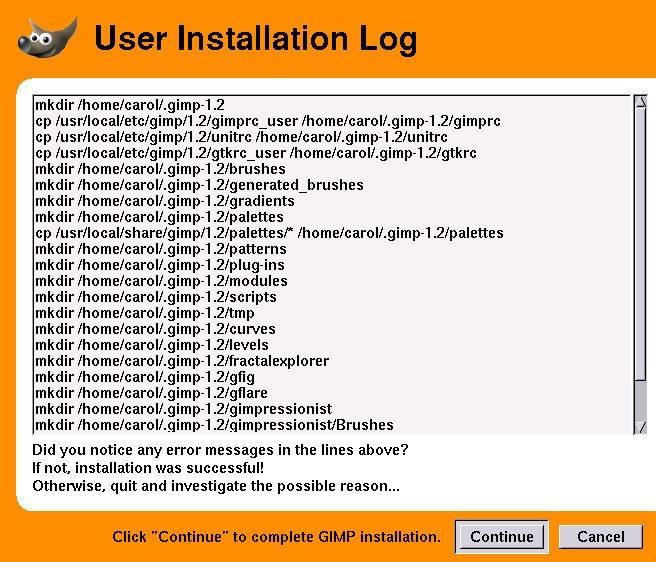 User Installation Log
mkdir /home/carol/.gimp-1.2
cp /usr/local/etc/gimp/1.2/gimprc_user /home/carol/.gimp-1.2/gimprc
cp /usr/local/etc/gimp/1.2/unitrc /home/carol/.gimp-1.2/unitrc
cp /usr/local/etc/gimp/1.2/gtkrc_user /home/carol/.gimp-1.2/gtkrc
mkdir /home/carol/.gimp-1.2/brushes
mkdir /home/carol/.gimp-1.2/generated_brushes
mkdir /home/carol/.gimp-1.2/gradients
mkdir /home/carol/.gimp-1.2/palettes
cp /usr/local/share/gimp/1.2/palettes/* /home/carol/.gimp-1.2/palettes
mkdir /home/carol/.gimp-1.2/patterns
mkdir /home/carol/.gimp-1.2/plug-ins
mkdir /home/carol/.gimp-1.2/modules
mkdir /home/carol/.gimp-1.2/scripts
mkdir /home/carol/.gimp-1.2/tmp
mkdir /home/carol/.gimp-1.2/curves
mkdir /home/carol/.gimp-1.2/levels
mkdir /home/carol/.gimp-1.2/fractalexplorer
mkdir /home/carol/.gimp-1.2/gfig
mkdir /home/carol/.gimp-1.2/gflare
mkdir /home/carol/.gimp-1.2/gimpressionist
mkdir /home/carol/.gimp-1.2/gimpressionist/Brushes
Did you notice any error messages in the lines above?
If not, installation was successful!
Otherwise, quit and investigate the possible reason...
Click "Continue" to complete GIMP installation.
Continue
Cancel